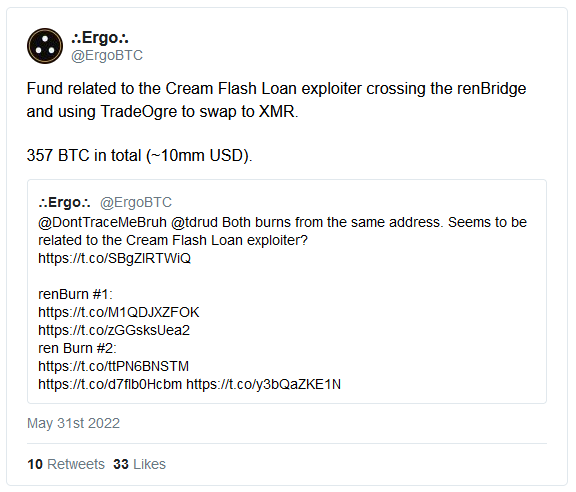 ∴Ergo∴
@ErgoBTC
Fund related to the Cream Flash Loan exploiter crossing the renBridge
and using TradeOgre to swap to XMR.
357 BTC in total (~10mm USD).
∴Ergo∴ @ErgoBTC
@DontTraceMeBruh @tdrud Both burns from the same address. Seems to be
related to the Cream Flash Loan exploiter?
https://t.co/SBgZlRTWiQ
renBurn #1:
https://t.co/M1QDJXZFOK
https://t.co/zGGsksUea2
ren Burn #2:
https://t.co/ttPN6BNSTM
https://t.co/d7flb0Hcbm https://t.co/y3bQaZKE1N
May 31st 2022
10 Retweets 33 Likes